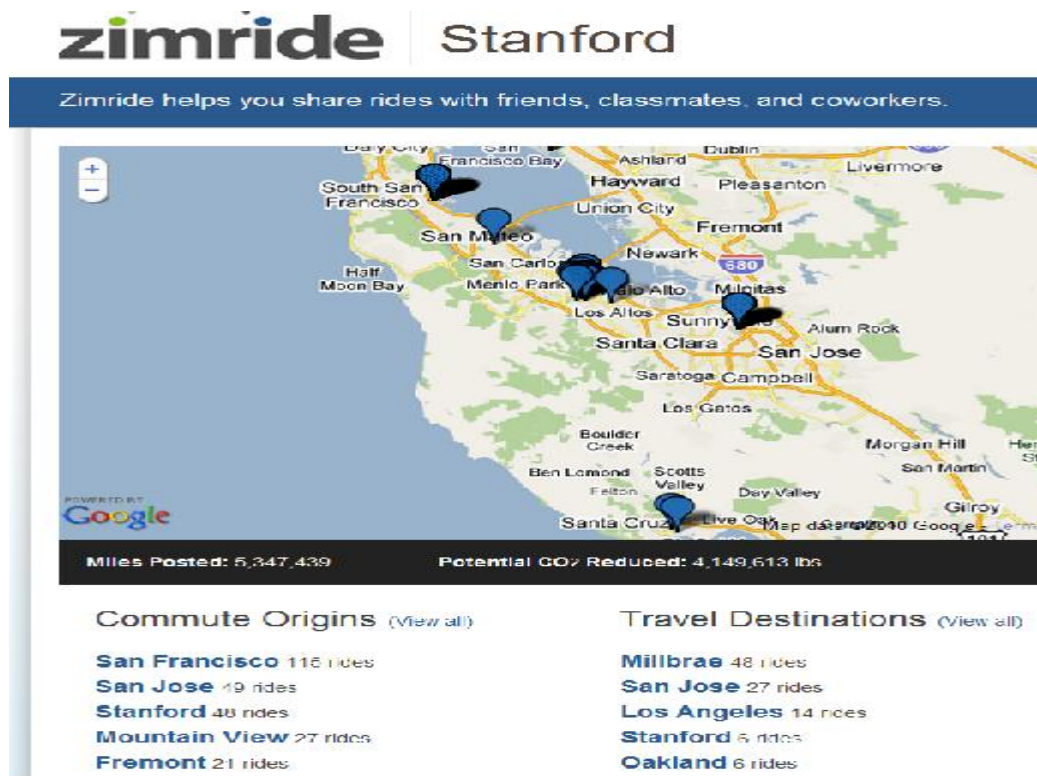 zimride Stanford
Zimride helps you share rides with friends, classmates, and coworkers.
+
−
Daly City San Francisco Bay
Ashland
Dublin
Livermore
South San Francisco
Hayward
Pleasanton
Union City
San Mateo
Fremont
Newark
San Carlos
680
Half Moon Bay
Menlo Park
Palo Alto
Milpitas
Los Altos
Alum Rock
Santa Clara
San Jose
Saratoga Campbell
Los Gatos
Boulder Creek
Morgan Hill
San Martin
Ben Lomond
Scotts Valley
Felton
Day Valley
Gilroy
POWERED BY
Google
Santa Cruz
Live Oak
Map data ©2010 Google
Miles Posted: 5,347,439 Potential CO2 Reduced: 4,149,613 lbs
Commute Origins (View all)
San Francisco rides
San Jose 49 rides
Stanford 48 rides
Mountain View 27 rides
Fremont 21 rides
Travel Destinations (View all)
Millbrae 48 rides
San Jose 27 rides
Los Angeles 14 rides
Stanford rides
Oakland 6 rides